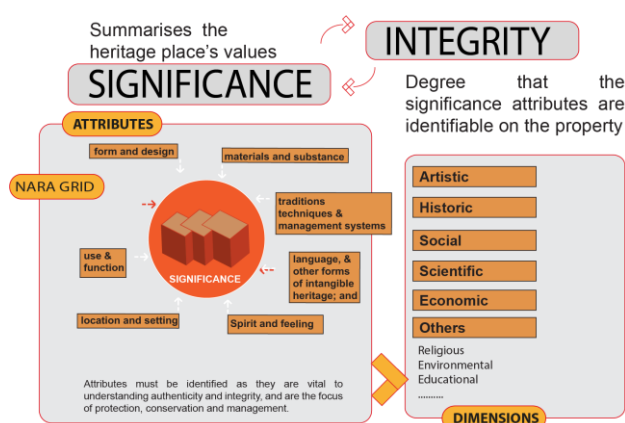 Summarises the
heritage place's values
SIGNIFICANCE
INTEGRITY
Degree that the
significance attributes are
identifiable on the property
ATTRIBUTES
NARA GRID
form and design
materials and substance
traditions
techniques &
management systems
use &
function
SIGNIFICANCE
language, &
other forms
of intangible
heritage; and
location and setting
Spirit and feeling
Attributes must be identified as they are vital to
understanding authenticity and integrity, and are the focus
of protection, conservation and management.
Artistic
Historic
Social
Scientific
Economic
Others
Religious
Environmental
Educational
..........
DIMENSIONS